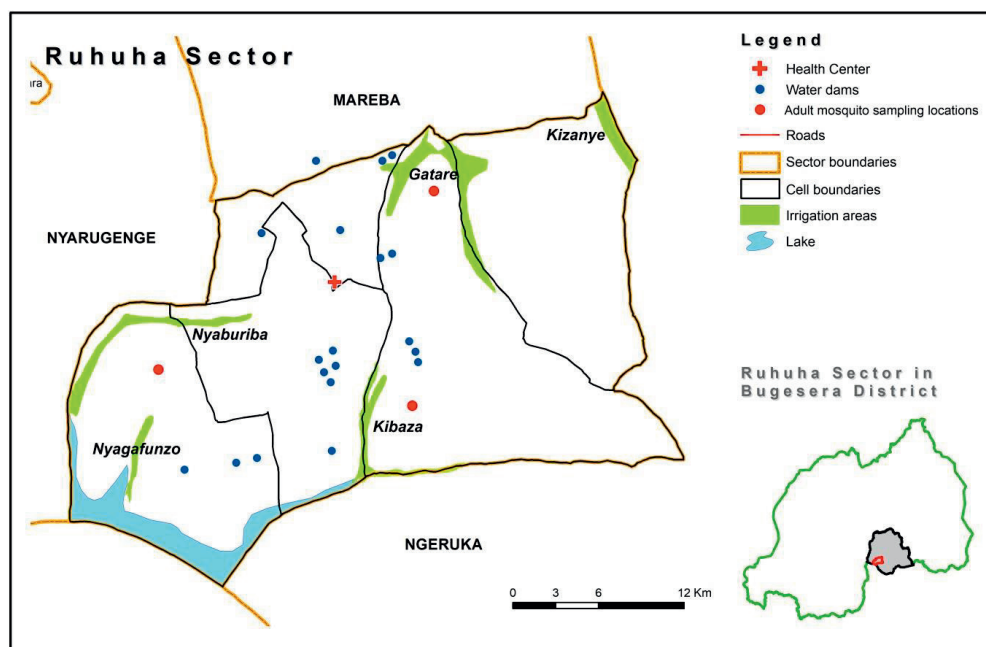 Ruhuha Sector
ara
MAREBA
Kizanye
Gatare
NYARUGENGE
Nyaburiba
Kibaza
Nyagafunzo
NGERUKA
0 3 6 12 Km
Legend
Health Center
Water dams
Adult mosquito sampling locations
Roads
Sector boundaries
Cell boundaries
Irrigation areas
Lake
Ruhuha Sector in
Bugesera District